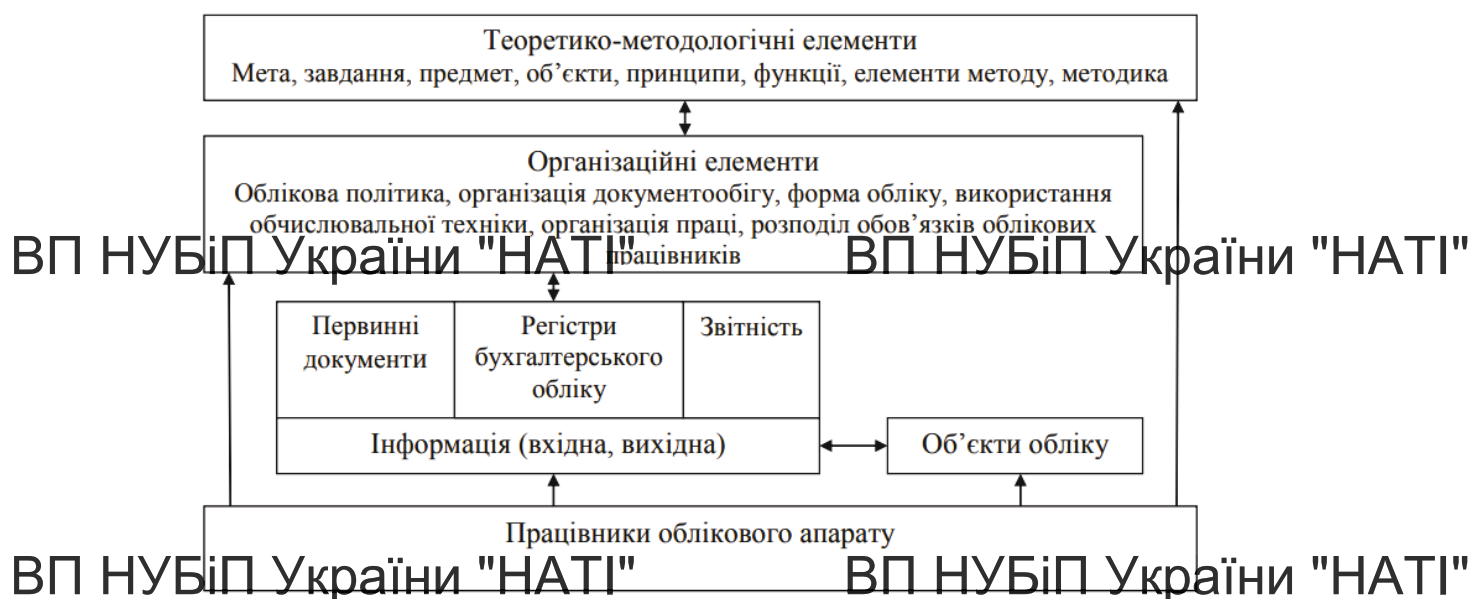 Теоретико-методологічні елементи
Мета, завдання, предмет, об’єкти, принципи, функції, елементи методу, методика
Організаційні елементи
Облікова політика, організація документообігу, форма обліку, використання
обчислювальної техніки, організація праці, розподіл обов’язків облікових
працівників
ВП НУБіП України "НАТІ"
ВП НУБіП України "НАТІ"
Первинні
документи
Регістри
бухгалтерського
обліку
Звітність
Інформація (вхідна, вихідна)
Об’єкти обліку
Працівники облікового апарату
ВП НУБіП України "НАТІ"
ВП НУБіП України "НАТІ"